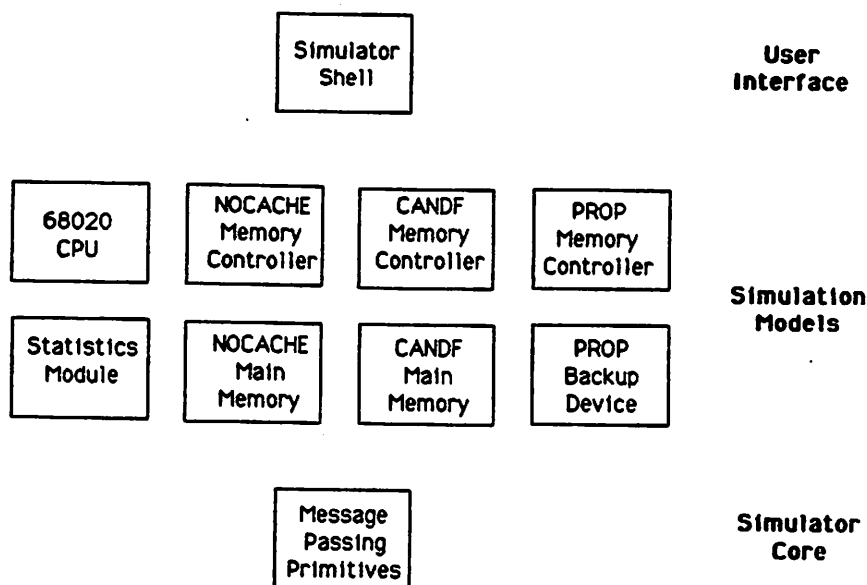 Simulator
Shell
User
Interface
68020
CPU
NOCACHE
Memory
Controller
CANDF
Memory
Controller
PROP
Memory
Controller
Simulation
Models
Statistics
Module
NOCACHE
Main
Memory
CANDF
Main
Memory
PROP
Backup
Device
Message
Passing
Primitives
Simulator
Core